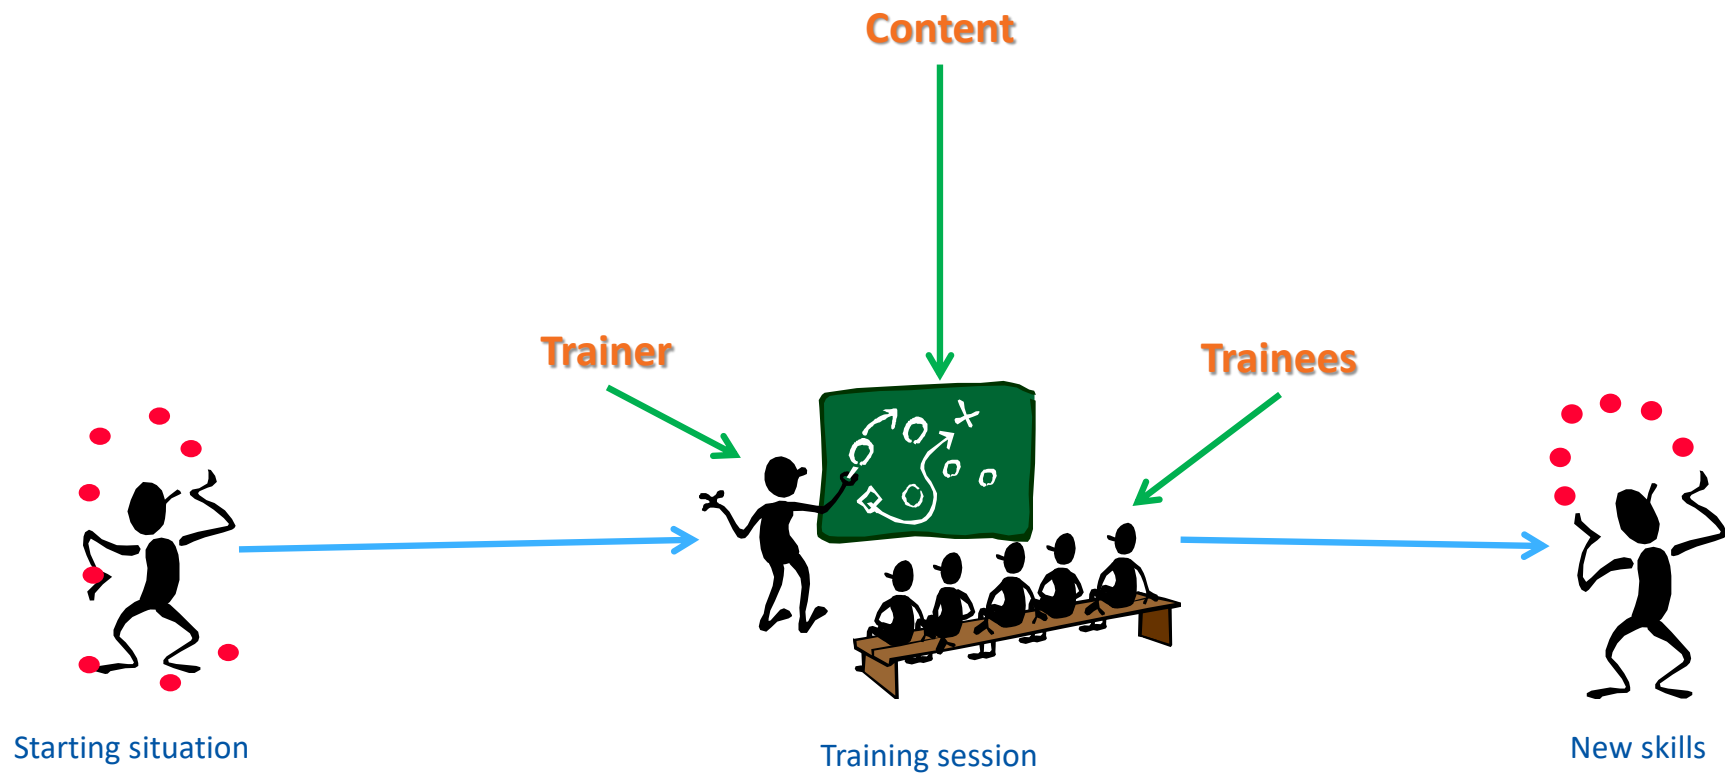 Content
Trainer
Trainees
Starting situation
Training session
New skills